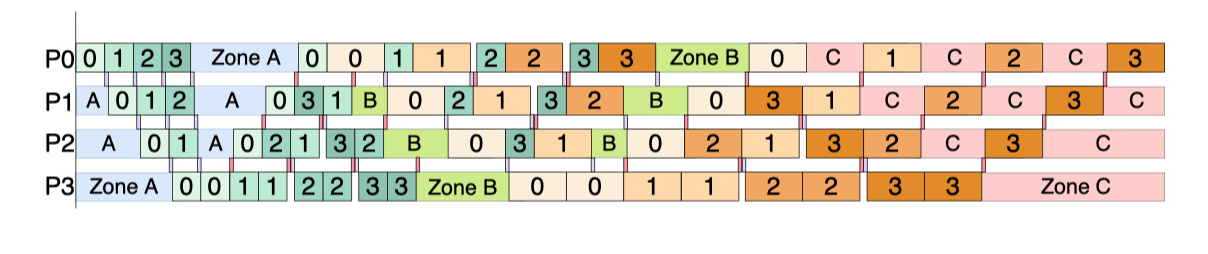 P0 0 1 2 3 Zone A 0 0 1 1 2 2 3 3 Zone B 0 C 1 C 2 C 3
P1 A 0 1 2 A 0 3 1 B 0 2 1 3 2 B 0 3 1 C 2 C 3 C
P2 A 0 1 A 0 2 1 3 2 B 0 3 1 B 0 2 1 3 2 C 3 C
P3 Zone A 0 0 1 1 2 2 3 3 Zone B 0 0 1 1 2 2 3 3 Zone C